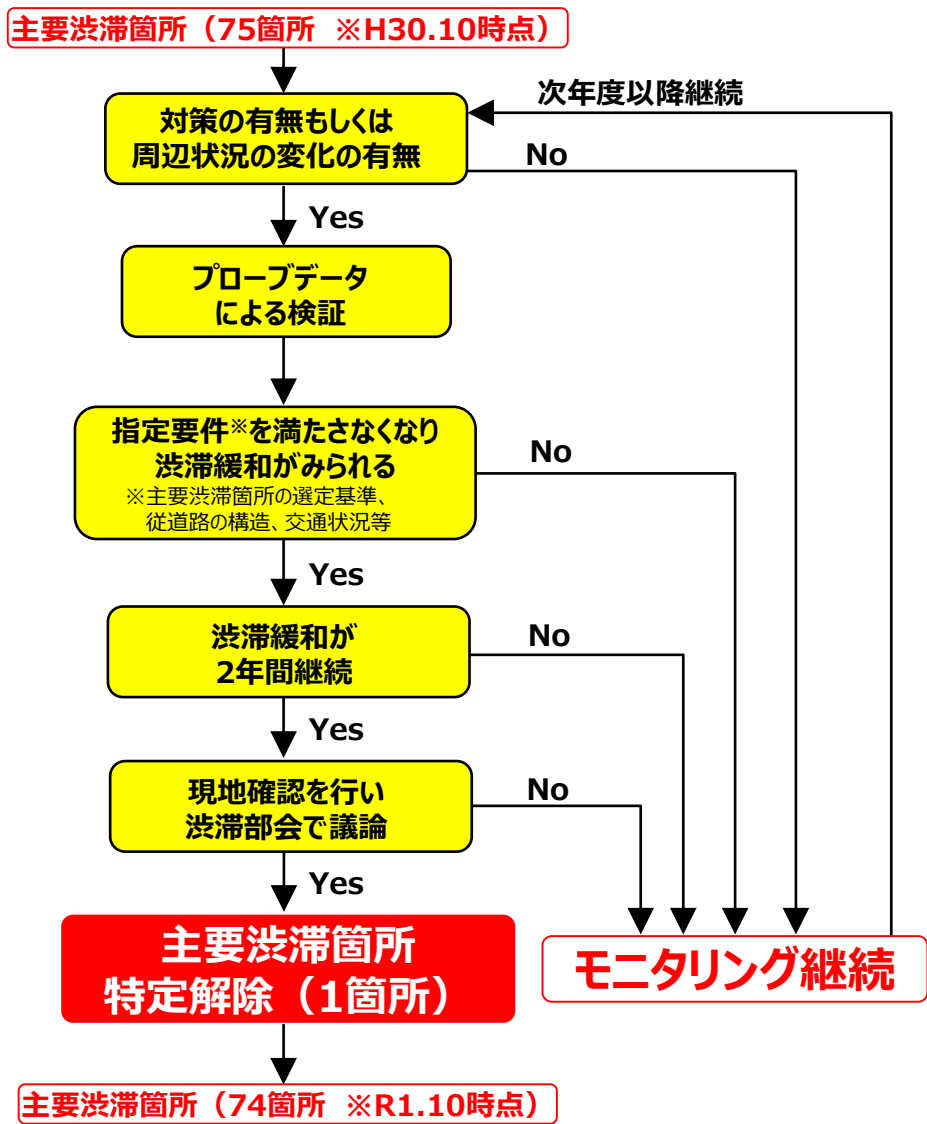 主要渋滞箇所（75箇所 ※H30.10時点）
次年度以降継続
対策の有無もしくは
周辺状況の変化の有無
No
Yes
プローブデータ
による検証
指定要件※を満たさなくなり
渋滞緩和がみられる
※主要渋滞箇所の選定基準、
従道路の構造、交通状況等
No
Yes
渋滞緩和が
2年間継続
No
Yes
現地確認を行い
渋滞部会で議論
No
Yes
主要渋滞箇所
特定解除（1箇所）
モニタリング継続
主要渋滞箇所（74箇所 ※R1.10時点）